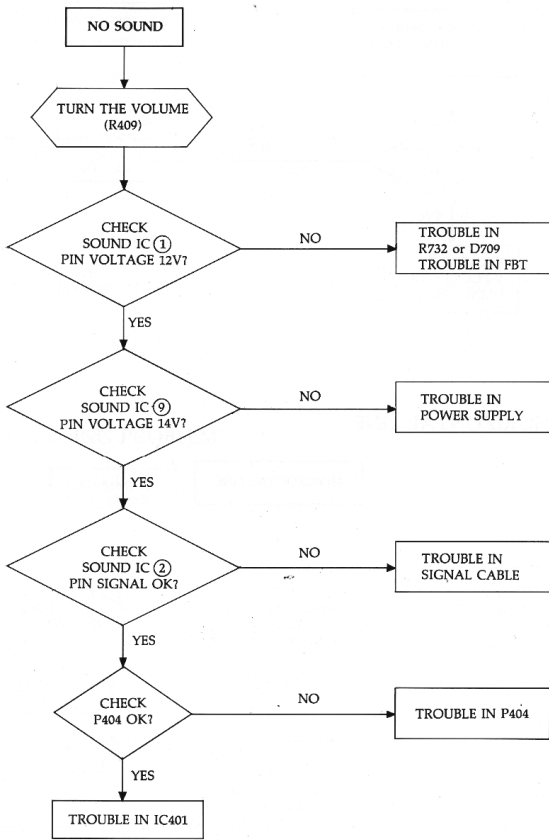 NO SOUND
TURN THE VOLUME
(R409)
CHECK
SOUND IC ①
PIN VOLTAGE 12V?
NO
TROUBLE IN
R732 or D709
TROUBLE IN FBT
YES
CHECK
SOUND IC ⑨
PIN VOLTAGE 14V?
NO
TROUBLE IN
POWER SUPPLY
YES
CHECK
SOUND IC ②
PIN SIGNAL OK?
NO
TROUBLE IN
SIGNAL CABLE
YES
CHECK
P404 OK?
NO
TROUBLE IN P404
YES
TROUBLE IN IC401